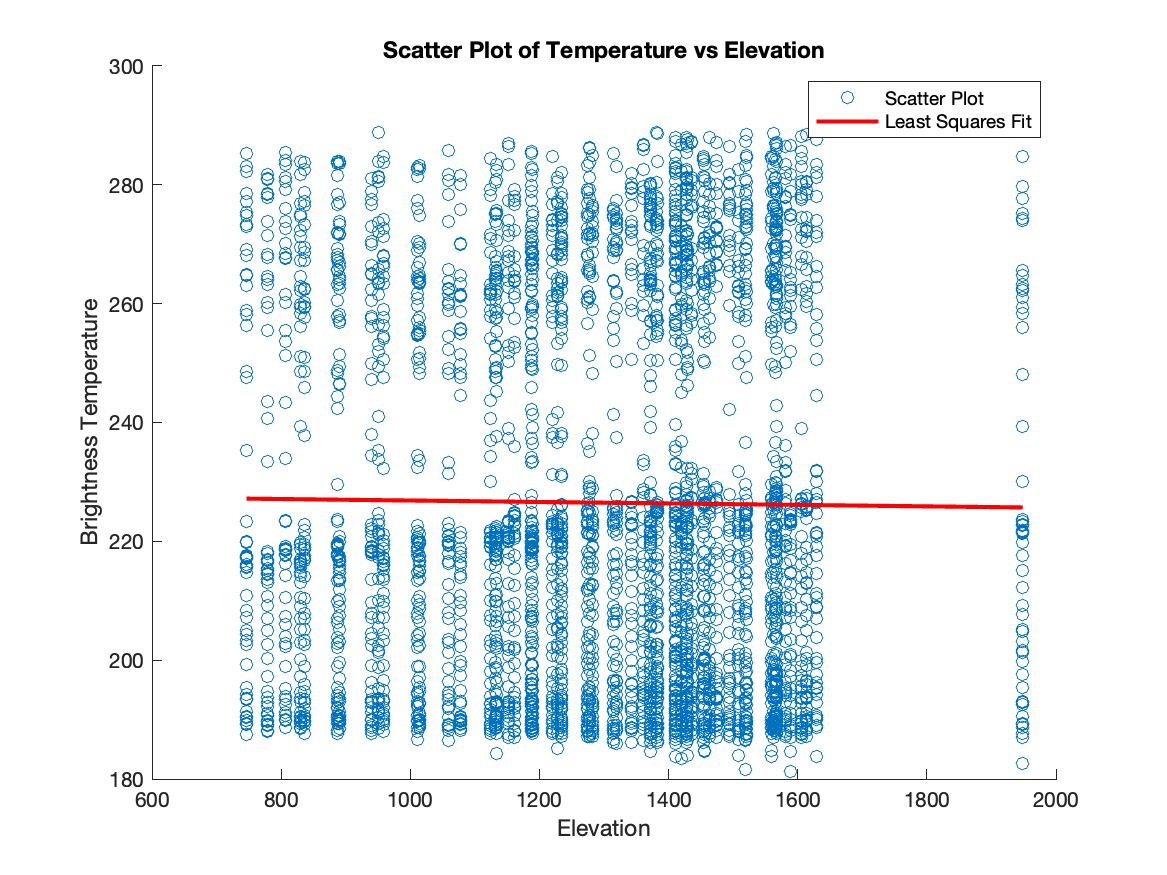 Scatter Plot of Temperature vs Elevation
Scatter Plot
Least Squares Fit
300
280
260
240
220
200
180
Brightness Temperature
600 800 1000 1200 1400 1600 1800 2000
Elevation